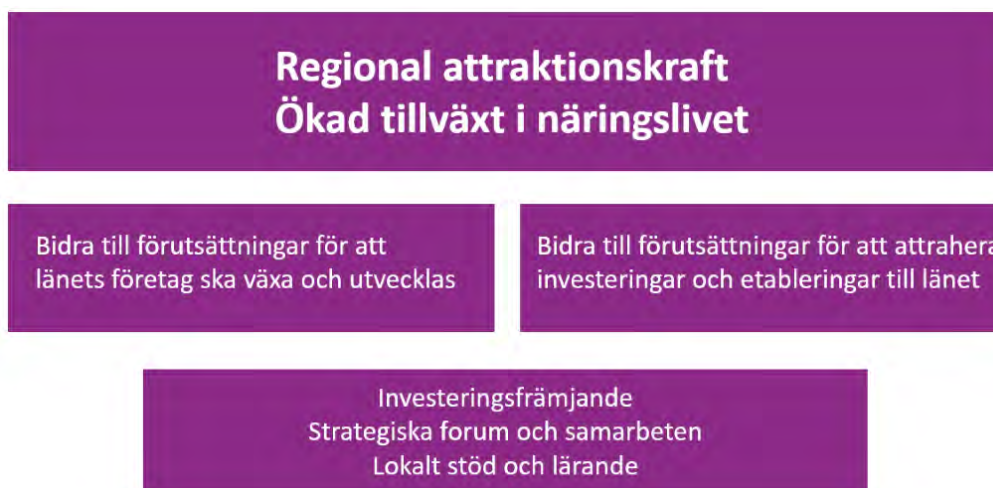 Regional attraktionskraft
Ökad tillväxt i näringslivet
Bidra till förutsättningar för att
länets företag ska växa och utvecklas
Bidra till förutsättningar för att attrahera
investeringar och etableringar till länet
Investeringsfrämjande
Strategiska forum och samarbeten
Lokalt stöd och lärande